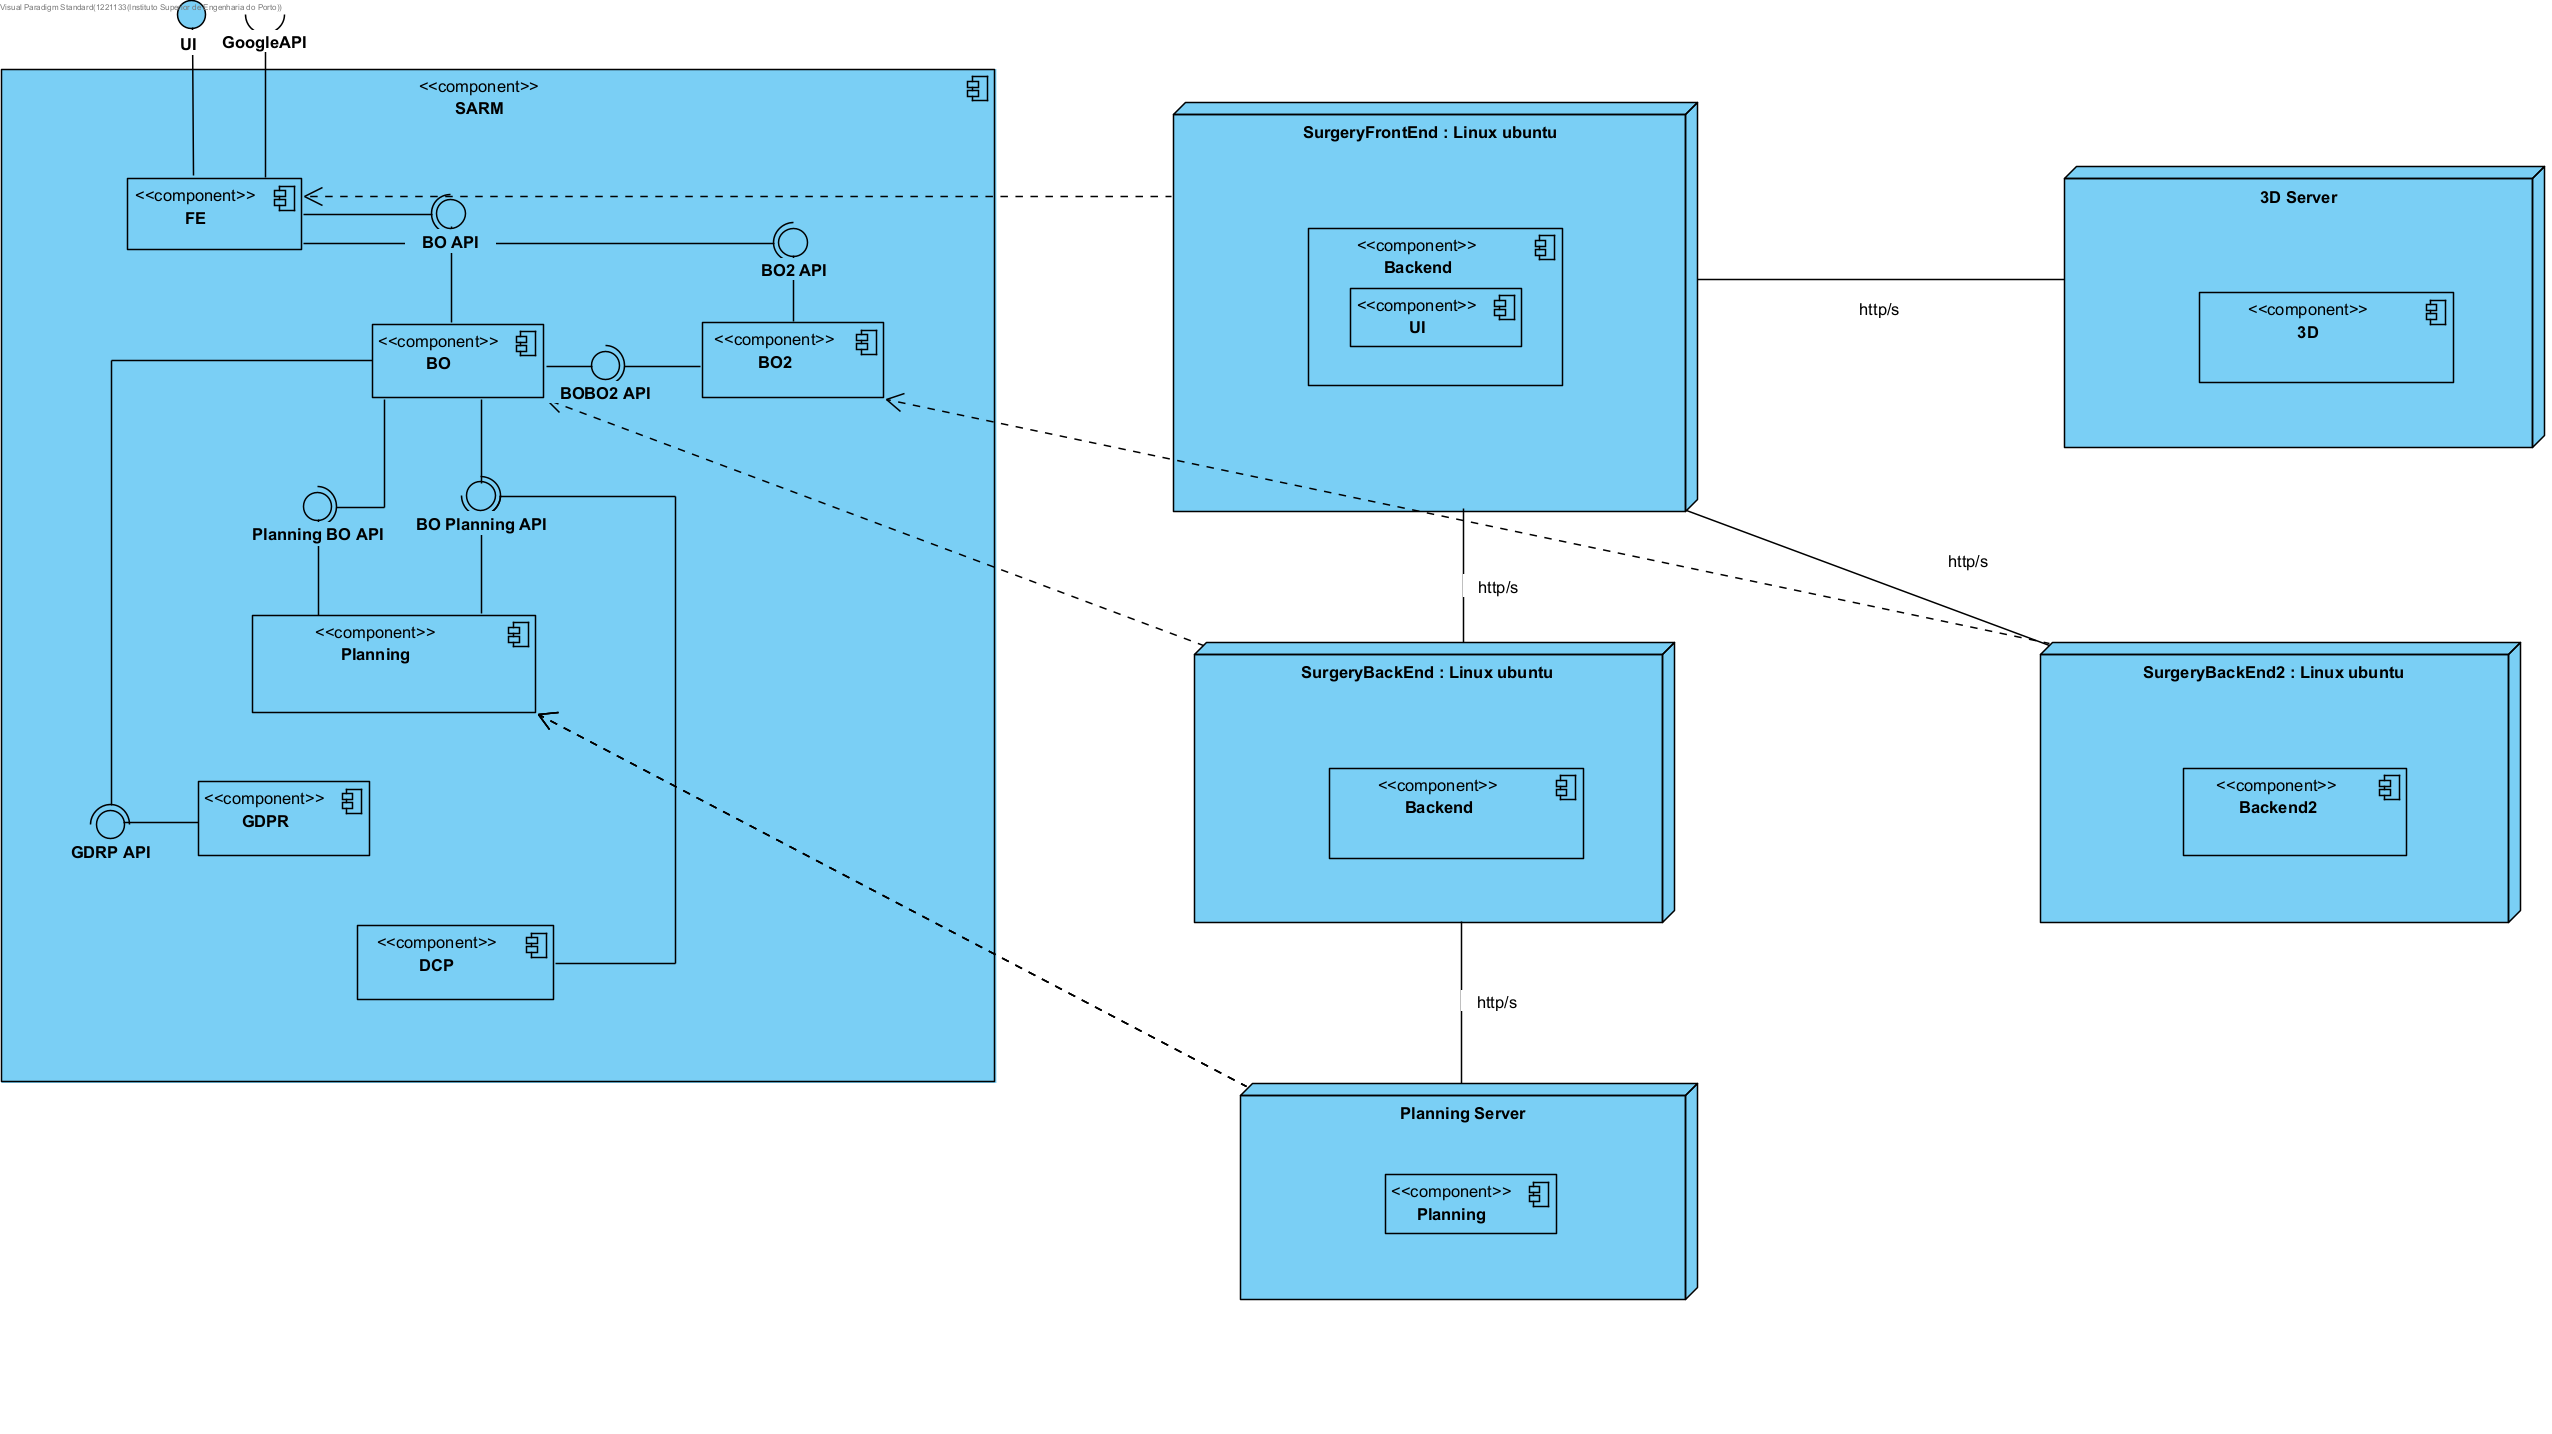 Visual Paradigm Standard(1221133(Instituto Superior de Engenharia do Porto))
UI
GoogleAPI
<<component>>
SARM
<<component>>
FE
BO API
BO2 API
<<component>>
BO
BOBO2 API
<<component>>
BO2
Planning BO API
BO Planning API
<<component>>
Planning
<<component>>
GDPR
GDRP API
<<component>>
DCP
SurgeryFrontEnd : Linux ubuntu
<<component>>
Backend
<<component>>
UI
http/s
3D Server
<<component>>
3D
http/s
http/s
SurgeryBackEnd : Linux ubuntu
<<component>>
Backend
SurgeryBackEnd2 : Linux ubuntu
<<component>>
Backend2
http/s
Planning Server
<<component>>
Planning